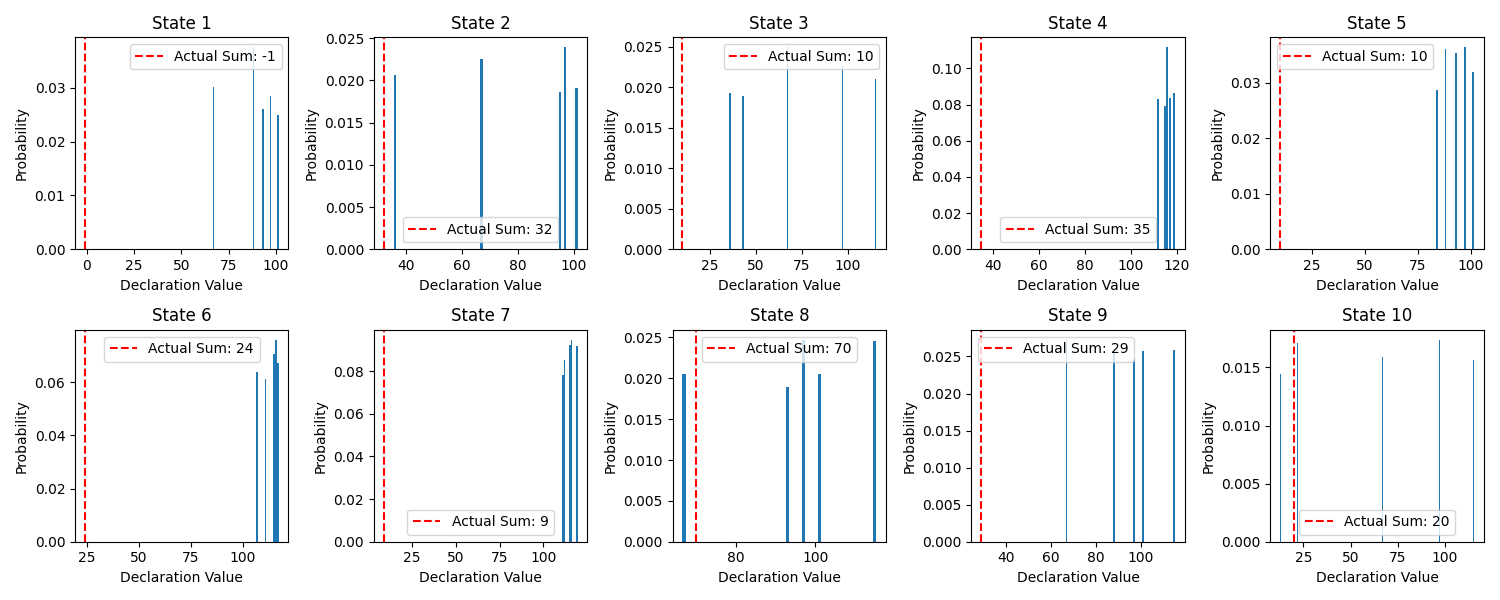 State 1
State 2
State 3
State 4
State 5
Actual Sum: -1
Actual Sum: 32
Actual Sum: 10
Actual Sum: 35
Actual Sum: 10
Probability
0.03
0.02
0.01
0.00
0 25 50 75 100
Declaration Value
Probability
0.025
0.020
0.015
0.010
0.005
0.000
40 60 80 100
Declaration Value
Probability
0.025
0.020
0.015
0.010
0.005
0.000
25 50 75 100
Declaration Value
Probability
0.10
0.08
0.06
0.04
0.02
0.00
40 60 80 100 120
Declaration Value
Probability
0.03
0.02
0.01
0.00
25 50 75 100
Declaration Value
State 6
State 7
State 8
State 9
State 10
Actual Sum: 24
Actual Sum: 9
Actual Sum: 70
Actual Sum: 29
Actual Sum: 20
Probability
0.06
0.04
0.02
0.00
25 50 75 100
Declaration Value
Probability
0.08
0.06
0.04
0.02
0.00
25 50 75 100
Declaration Value
Probability
0.025
0.020
0.015
0.010
0.005
0.000
80 100
Declaration Value
Probability
0.025
0.020
0.015
0.010
0.005
0.000
40 60 80 100
Declaration Value
Probability
0.015
0.010
0.005
0.000
25 50 75 100
Declaration Value